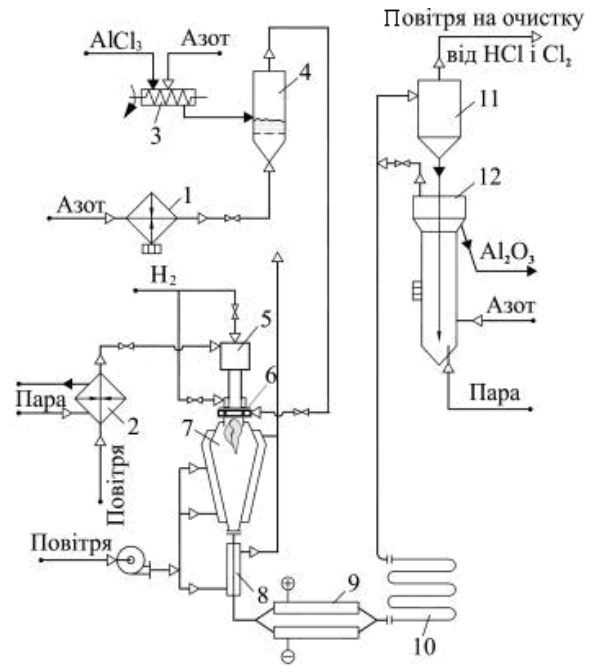 Повітря на очистку
від HCl і Cl₂
AlCl₃
Азот
4
3
11
12
1
Азот
Al₂O₃
H₂
5
Азот
6
Пара
2
7
Пара
Повітря
Повітря
8
9
10